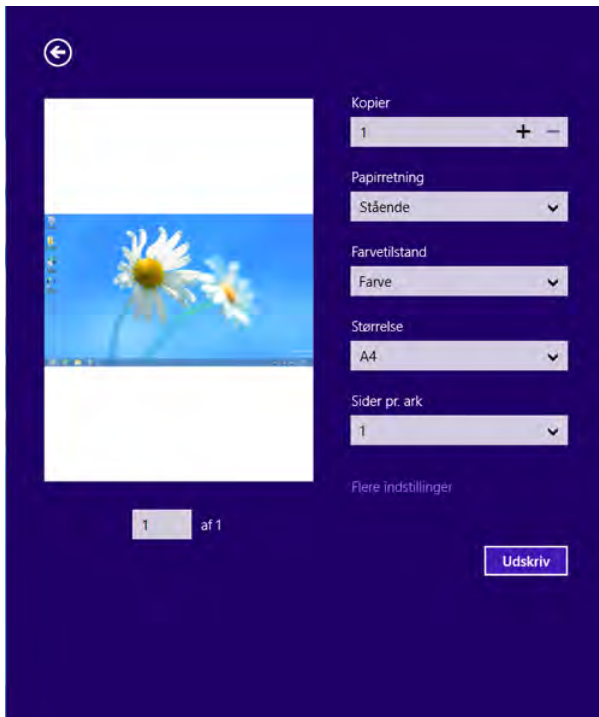 Kopier
1
Papirretning
Stående
Farvetilstand
Farve
Størrelse
A4
Sider pr. ark
1
Flere indstillinger
1 af 1
Udskriv